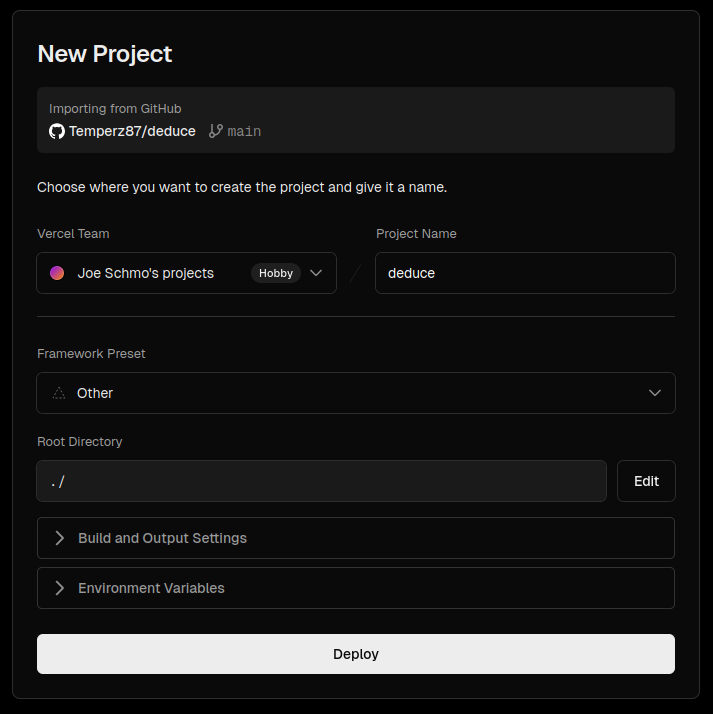 New Project
Importing from GitHub
Temperz87/deduce main
Choose where you want to create the project and give it a name.
Vercel Team
Project Name
Joe Schmo's projects Hobby
/
deduce
Framework Preset
Other
Root Directory
./
Edit
Build and Output Settings
Environment Variables
Deploy